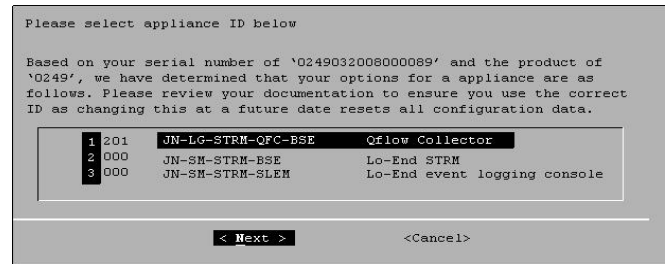 Please select appliance ID below
Based on your serial number of '0249032008000089' and the product of
'0249', we have determined that your options for a appliance are as
follows. Please review your documentation to ensure you use the correct
ID as changing this at a future date resets all configuration data.
1 201 JN-LG-STRM-QFC-BSE Qflow Collector
2 000 JN-SM-STRM-BSE Lo-End STRM
3 000 JN-SM-STRM-SLEM Lo-End event logging console
< Next > <Cancel>